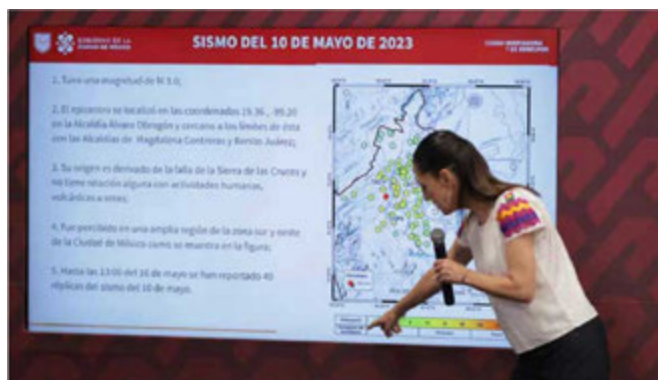 GOBIERNO DE LA
CIUDAD DE MÉXICO
SISMO DEL 10 DE MAYO DE 2023
CIUDAD INNOVADORA
Y DE DERECHOS
1. Tuvo una magnitud de M 3.0;
2. El epicentro se localizó en las coordenadas 19.36, -99.20
en la Alcaldía Álvaro Obregón y cercano a los límites de ésta
con las Alcaldías de Magdalena Contreras y Benito Juárez;
3. Su origen es derivado de la falla de la Sierra de las Cruces y
no tiene relación alguna con actividades humanas,
volcánicas u otras;
4. Fue percibido en una amplia región de la zona sur y oeste
de la Ciudad de México como se muestra en la figura;
5. Hasta las 13:00 del 16 de mayo se han reportado 40
réplicas del sismo del 10 de mayo.